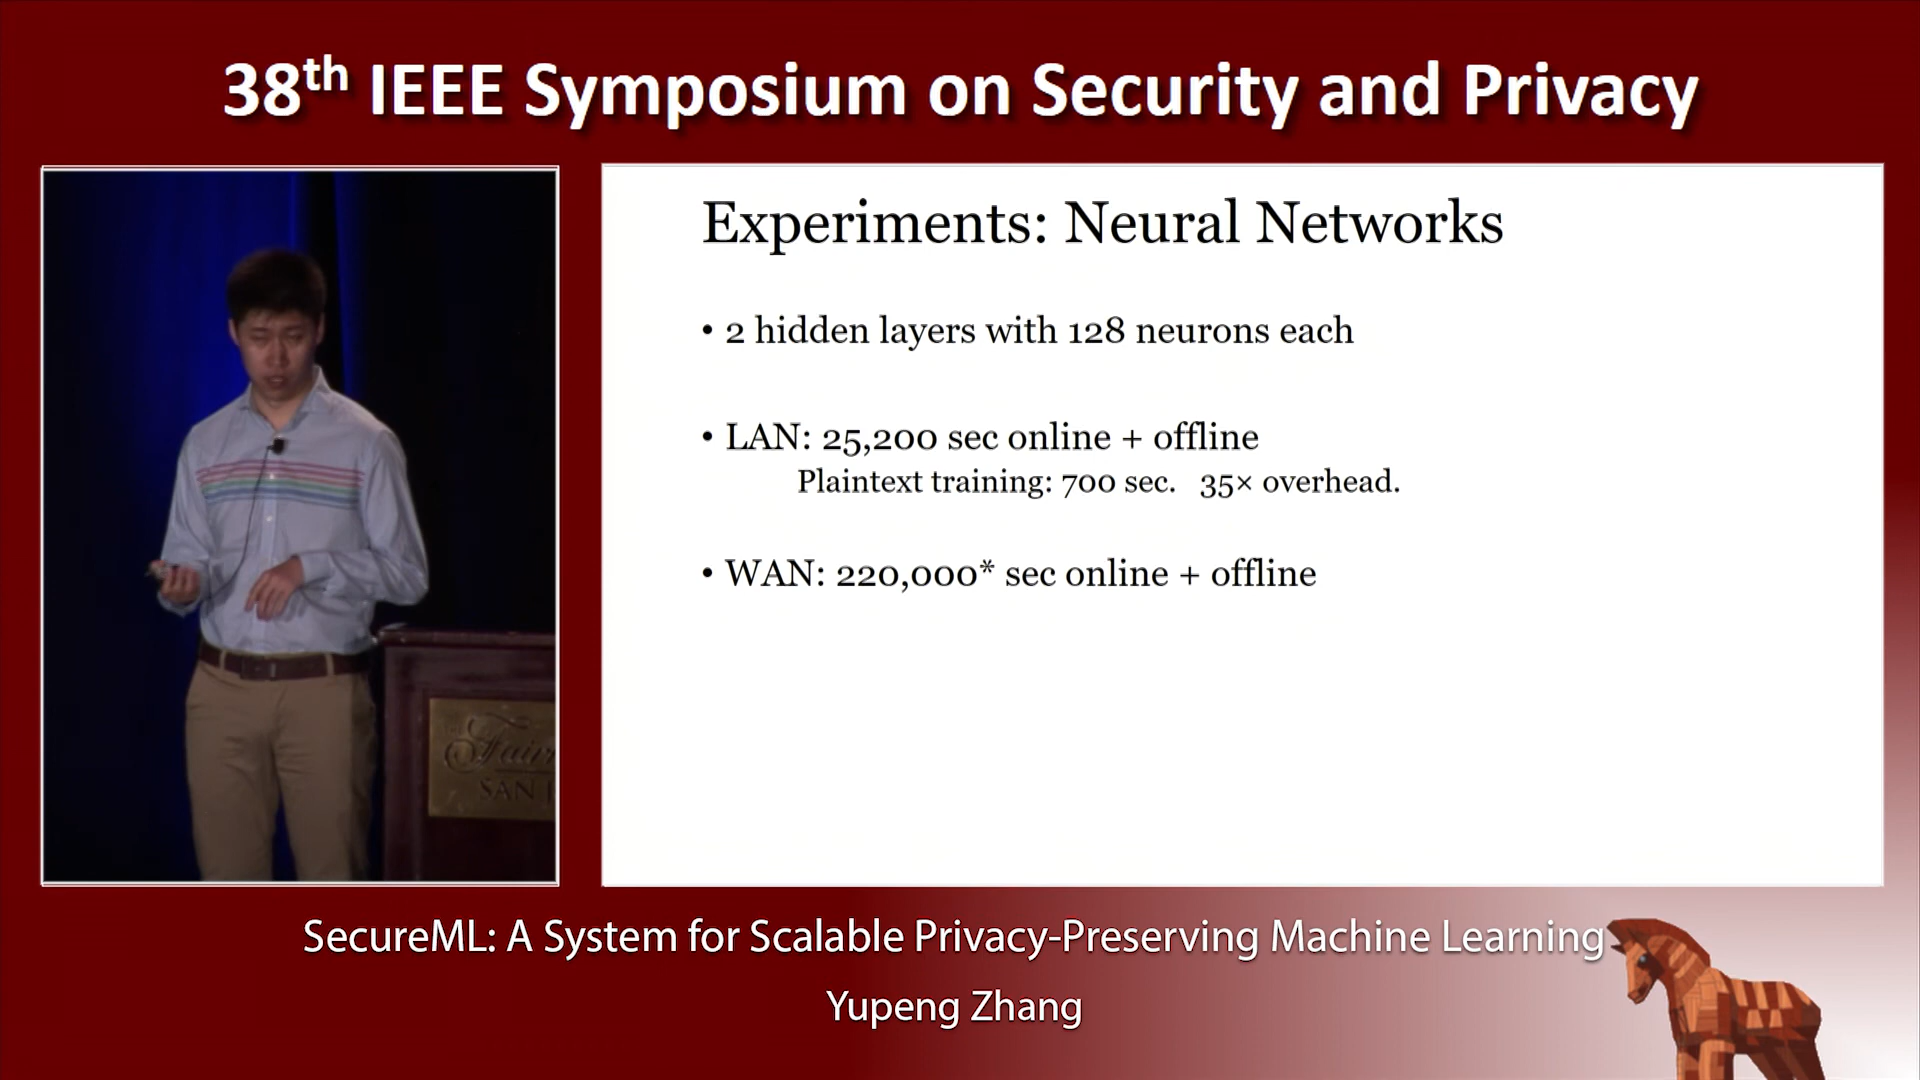 38th IEEE Symposium on Security and Privacy
Experiments: Neural Networks
• 2 hidden layers with 128 neurons each
• LAN: 25,200 sec online + offline
Plaintext training: 700 sec. 35× overhead.
• WAN: 220,000* sec online + offline
SAN
SecureML: A System for Scalable Privacy-Preserving Machine Learning
Yupeng Zhang